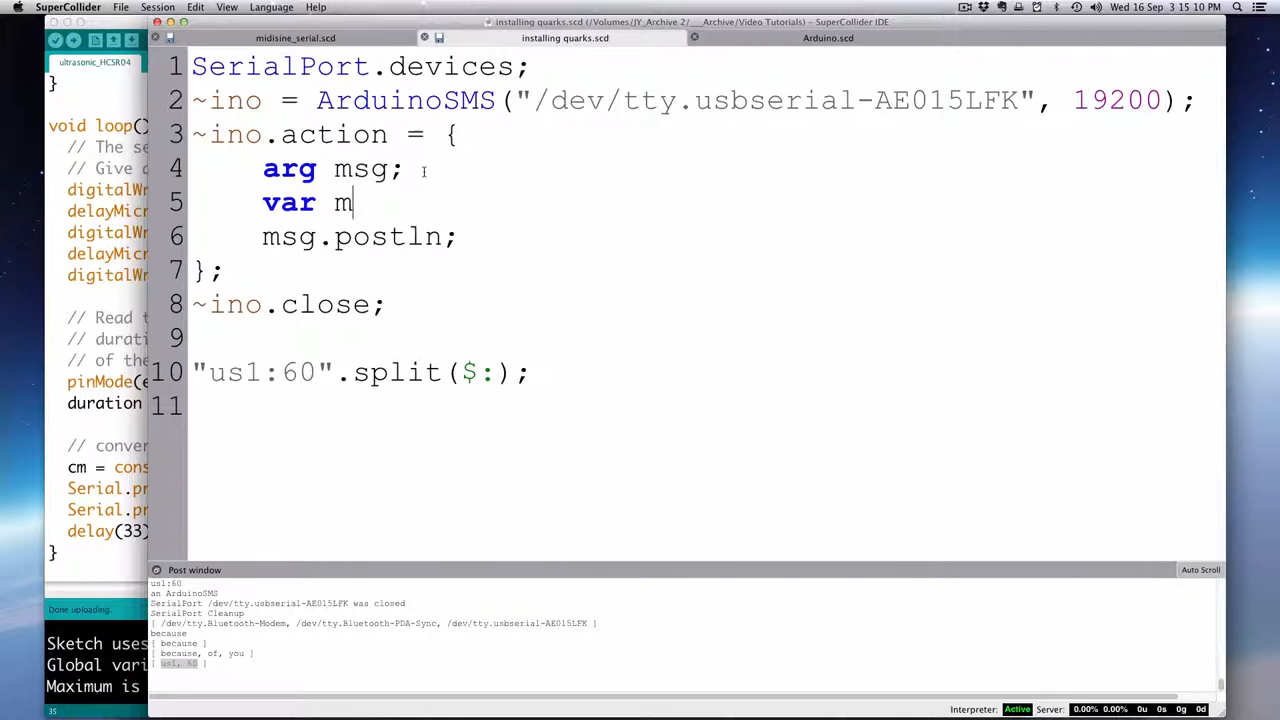 SuperCollider File Session Edit View Language Help Wed 16 Sep 3:15:10 PM
installing quarks.scd (/Volumes/JY_Archive 2/___Archive/Video Tutorials) – SuperCollider IDE
midisine_serial.scd installing quarks.scd Arduino.scd
ultrasonic_HCSR04
}
void loop()
// The se
// Give a
digitalWr
delayMicr
digitalWr
delayMicr
digitalWr
// Read t
// durati
// of the
pinMode(e
duration
// conver
cm = cons
Serial.pr
Serial.pr
delay(33)
}
Done uploading.
Sketch uses
Global vari
Maximum is
35
1 SerialPort.devices;
2 ~ino = ArduinoSMS("/dev/tty.usbserial-AE015LFK", 19200);
3 ~ino.action = {
4 arg msg;
5 var m
6 msg.postln;
7 };
8 ~ino.close;
9
10 "us1:60".split($:);
11
Post window Auto Scroll
us1:60
an ArduinoSMS
SerialPort /dev/tty.usbserial-AE015LFK was closed
SerialPort Cleanup
[ /dev/tty.Bluetooth-Modem, /dev/tty.Bluetooth-PDA-Sync, /dev/tty.usbserial-AE015LFK ]
because
[ because ]
[ because, of, you ]
[ us1, 60 ]
Interpreter: Active Server: 0.00% 0.00% 0u 0s 0g 0d